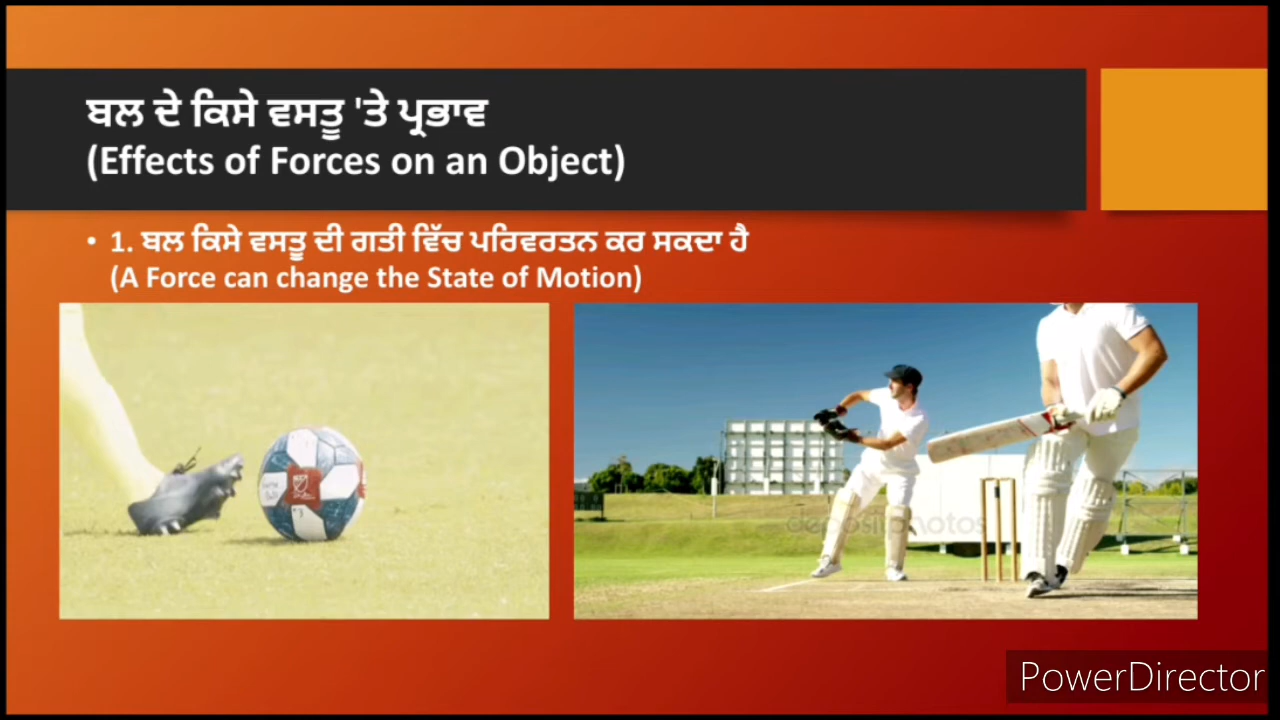 ਬਲ ਦੇ ਕਿਸੇ ਵਸਤੂ 'ਤੇ ਪ੍ਰਭਾਵ
(Effects of Forces on an Object)
• 1. ਬਲ ਕਿਸੇ ਵਸਤੂ ਦੀ ਗਤੀ ਵਿੱਚ ਪਰਿਵਰਤਨ ਕਰ ਸਕਦਾ ਹੈ
(A Force can change the State of Motion)
depositphotos
PowerDirector